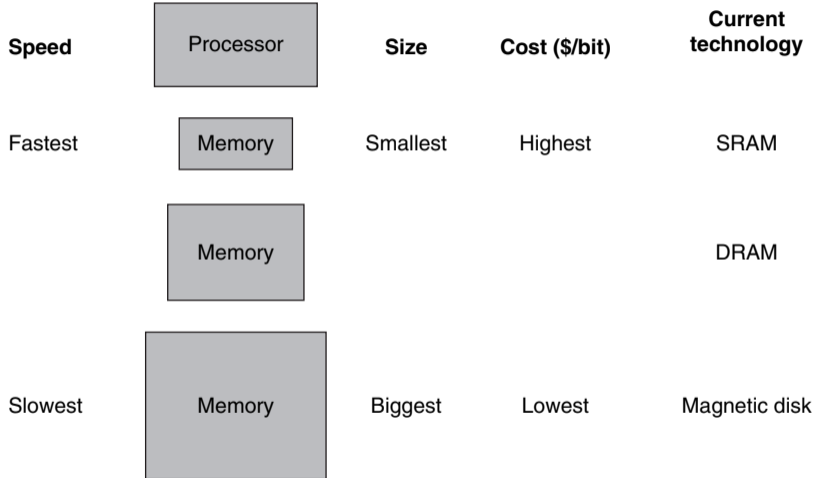 Speed Processor Size Cost ($/bit) Current
technology
Fastest Memory Smallest Highest SRAM
Memory DRAM
Slowest Memory Biggest Lowest Magnetic disk